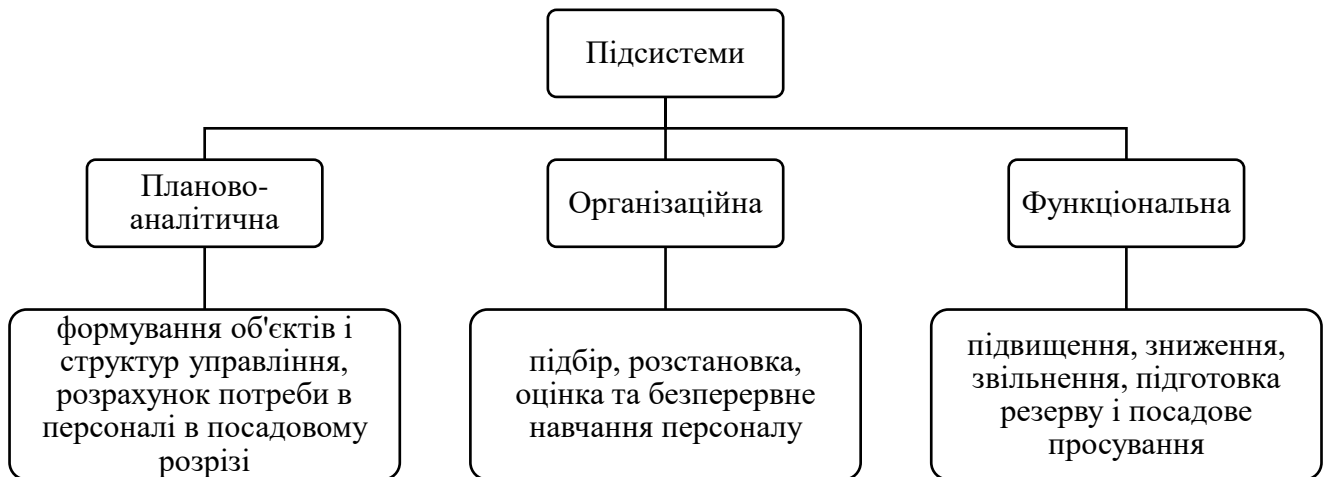 Підсистеми
Планово-
аналітична
Організаційна
Функціональна
формування об'єктів і
структур управління,
розрахунок потреби в
персоналі в посадовому
розрізі
підбір, розстановка,
оцінка та безперервне
навчання персоналу
підвищення, зниження,
звільнення, підготовка
резерву і посадове
просування